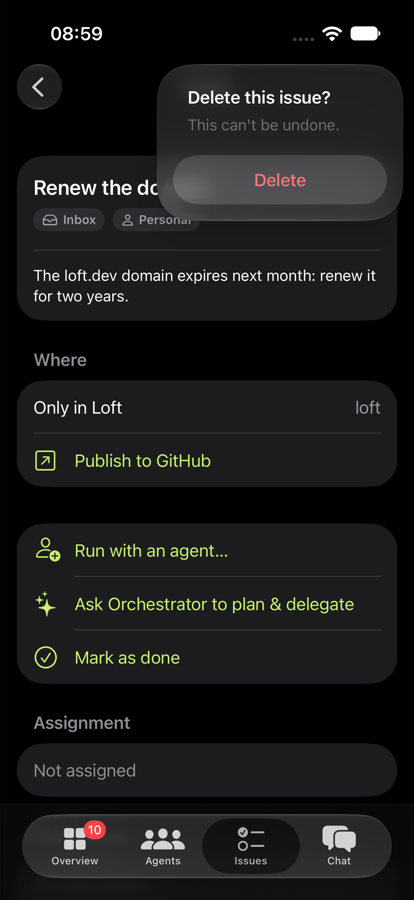 08:59
Delete this issue?
This can't be undone.
Delete
Renew the do
Inbox
Personal
The loft.dev domain expires next month: renew it
for two years.
Where
Only in Loft
loft
Publish to GitHub
Run with an agent...
Ask Orchestrator to plan & delegate
Mark as done
Assignment
Not assigned
10
Overview
Agents
Issues
Chat